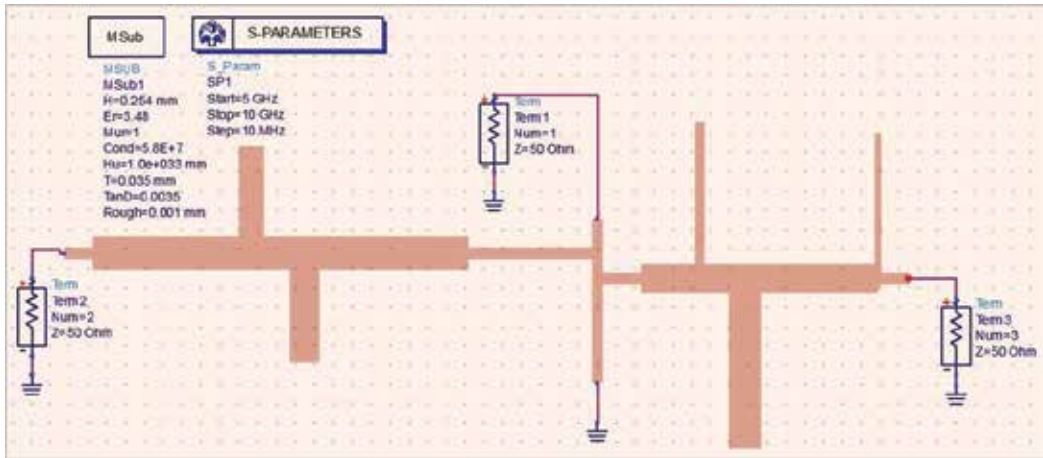 MSub
S-PARAMETERS
MSUB
MSub1
H=0.254 mm
Er=3.48
Mur=1
Cond=5.8E+7
Hu=1.0e+033 mm
T=0.035 mm
TanD=0.0035
Rough=0.001 mm
S_Param
SP1
Start=5 GHz
Stop=10 GHz
Step=10 MHz
Term
Term1
Num=1
Z=50 Ohm
Term
Term2
Num=2
Z=50 Ohm
Term
Term3
Num=3
Z=50 Ohm